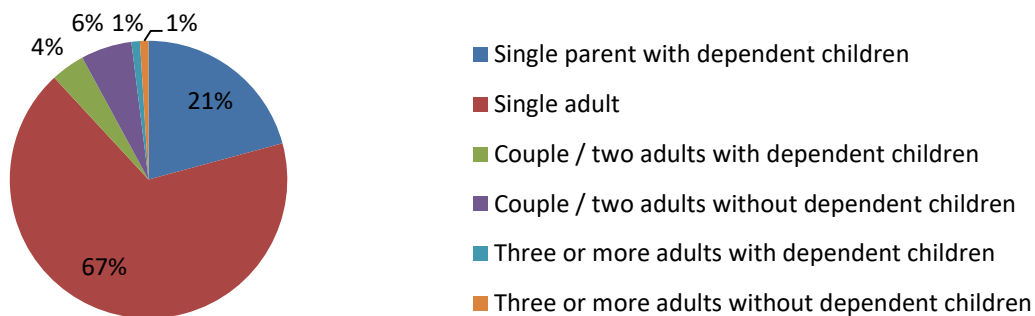 6% 1% 1%
4%
21%
67%
Single parent with dependent children
Single adult
Couple / two adults with dependent children
Couple / two adults without dependent children
Three or more adults with dependent children
Three or more adults without dependent children